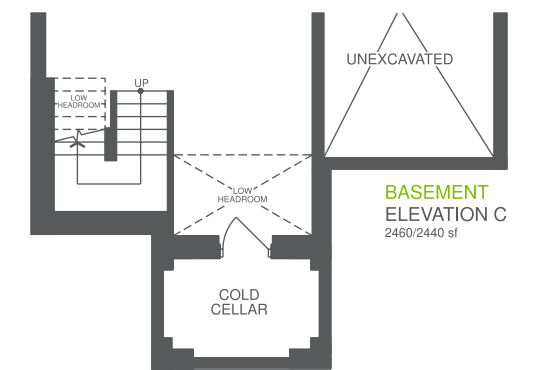 UNEXCAVATED
UP
LOW
HEADROOM
LOW
HEADROOM
BASEMENT
ELEVATION C
2460/2440 sf
COLD
CELLAR